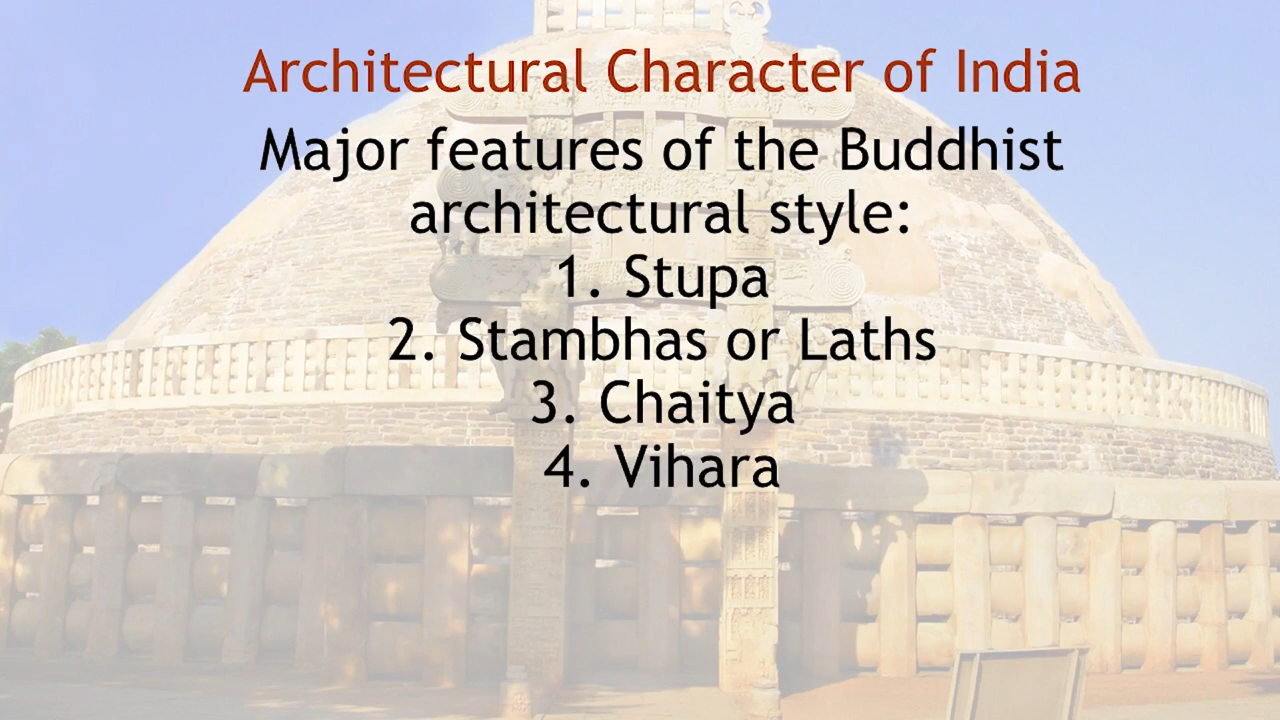 Architectural Character of India
Major features of the Buddhist
architectural style:
1. Stupa
2. Stambhas or Laths
3. Chaitya
4. Vihara